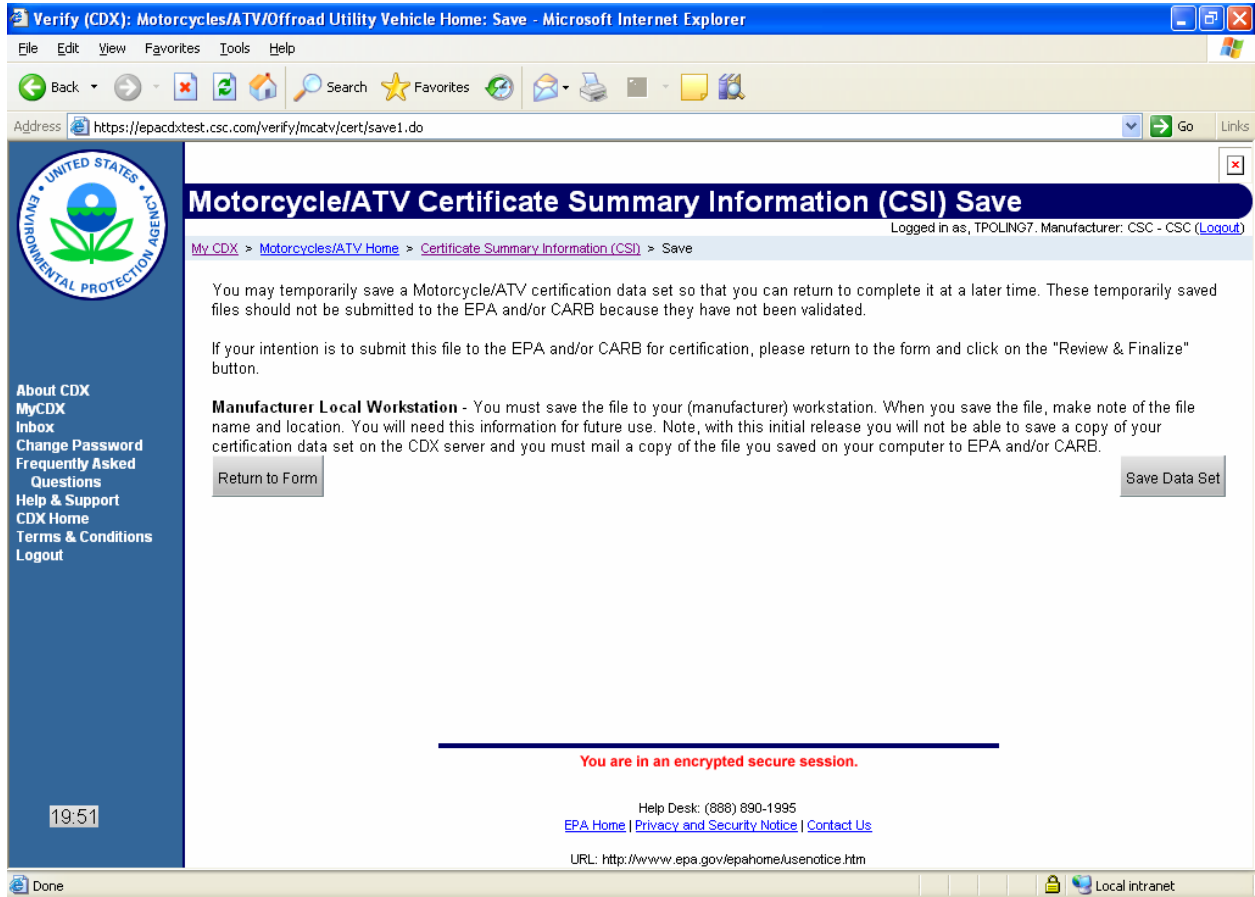 Verify (CDX): Motorcycles/ATV/Offroad Utility Vehicle Home: Save - Microsoft Internet Explorer
File Edit View Favorites Tools Help
Back Search Favorites
Address https://epacdxtest.csc.com/verify/mcatv/cert/save1.do Go Links
UNITED STATES
ENVIRONMENTAL PROTECTION AGENCY
Motorcycle/ATV Certificate Summary Information (CSI) Save
Logged in as, TPOLING7. Manufacturer: CSC - CSC (Logout)
My CDX > Motorcycles/ATV Home > Certificate Summary Information (CSI) > Save
You may temporarily save a Motorcycle/ATV certification data set so that you can return to complete it at a later time. These temporarily saved
files should not be submitted to the EPA and/or CARB because they have not been validated.
If your intention is to submit this file to the EPA and/or CARB for certification, please return to the form and click on the "Review & Finalize"
button.
Manufacturer Local Workstation - You must save the file to your (manufacturer) workstation. When you save the file, make note of the file
name and location. You will need this information for future use. Note, with this initial release you will not be able to save a copy of your
certification data set on the CDX server and you must mail a copy of the file you saved on your computer to EPA and/or CARB.
Return to Form Save Data Set
About CDX
MyCDX
Inbox
Change Password
Frequently Asked
Questions
Help & Support
CDX Home
Terms & Conditions
Logout
19:51
You are in an encrypted secure session.
Help Desk: (888) 890-1995
EPA Home | Privacy and Security Notice | Contact Us
URL: http://www.epa.gov/epahome/usenotice.htm
Done Local intranet